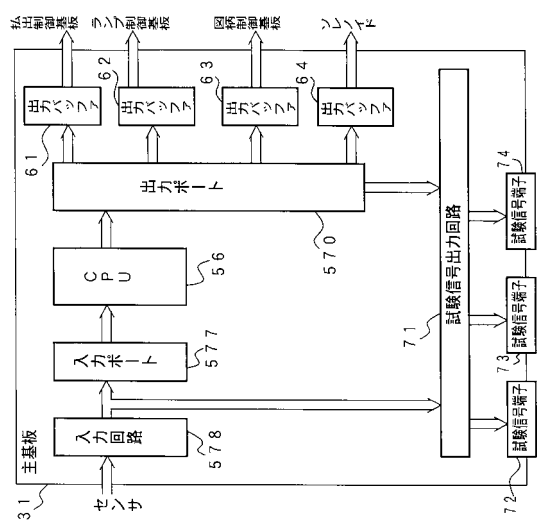 払出制御基板
ランプ制御基板
図柄制御基板
ソレノイド
出力バッファ
出力バッファ
出力バッファ
出力バッファ
61
62
63
64
出力ポート
570
CPU
56
入力ポート
577
入力回路
578
主基板
31
センサ
試験信号出力回路
71
試験信号端子
74
試験信号端子
73
試験信号端子
72